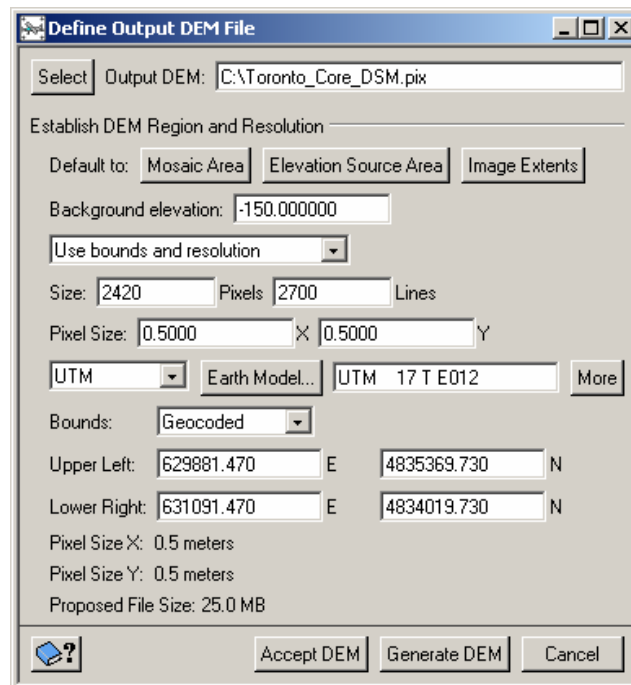 Define Output DEM File
Select Output DEM: C:\Toronto_Core_DSM.pix
Establish DEM Region and Resolution
Default to: Mosaic Area Elevation Source Area Image Extents
Background elevation: -150.000000
Use bounds and resolution
Size: 2420 Pixels 2700 Lines
Pixel Size: 0.5000 X 0.5000 Y
UTM Earth Model... UTM 17 T E012 More
Bounds: Geocoded
Upper Left: 629881.470 E 4835369.730 N
Lower Right: 631091.470 E 4834019.730 N
Pixel Size X: 0.5 meters
Pixel Size Y: 0.5 meters
Proposed File Size: 25.0 MB
? Accept DEM Generate DEM Cancel